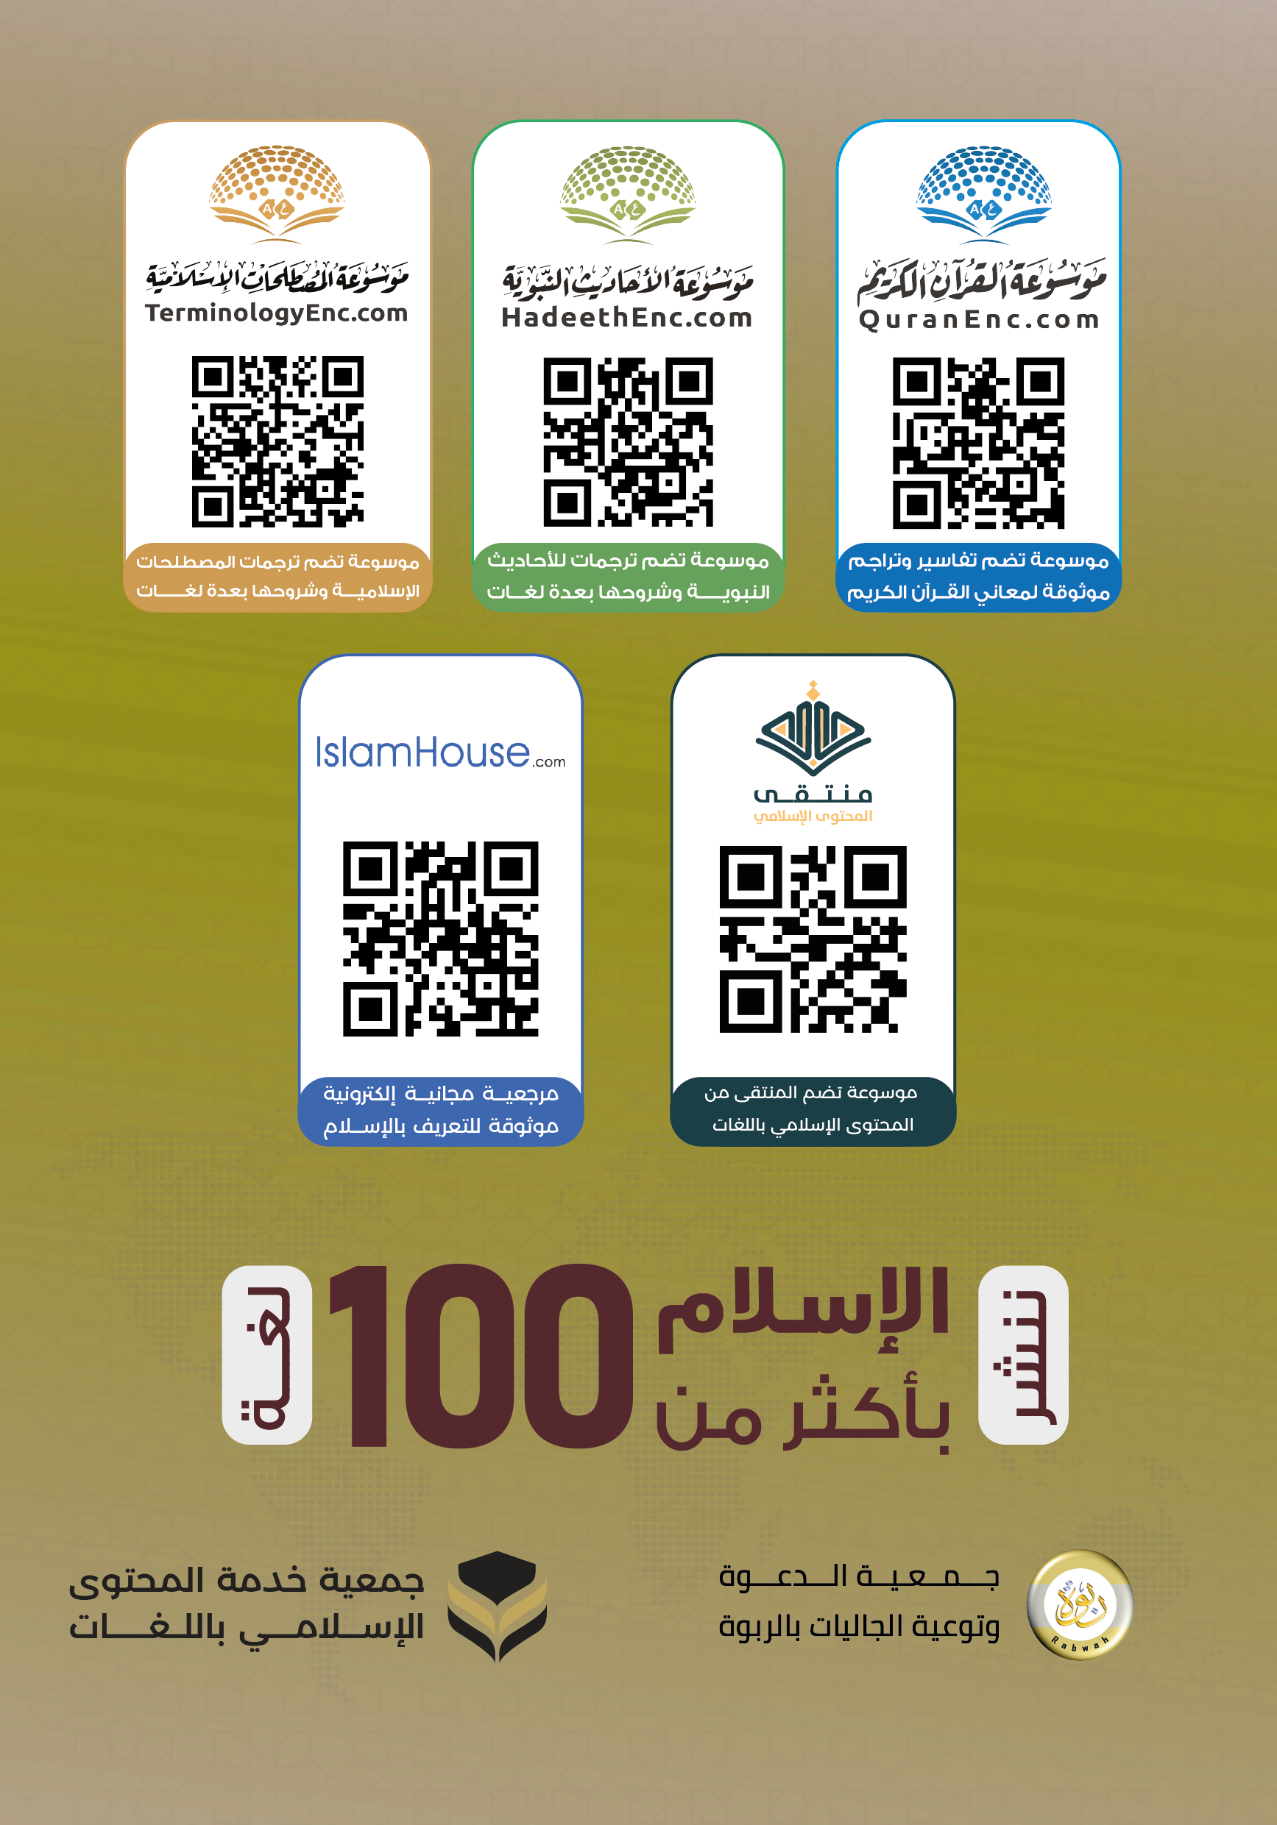 موسوعة القرآن الكريم
QuranEnc.com
موسوعة تضم تفاسير وتراجم
موثوقة لمعاني القرآن الكريم
موسوعة الأحاديث النبوية
HadeethEnc.com
موسوعة تضم ترجمات للأحاديث
النبوية وشروحها بعدة لغات
موسوعة المصطلحات الإسلامية
TerminologyEnc.com
موسوعة تضم ترجمات المصطلحات
الإسلامية وشروحها بعدة لغات
منتقى
المحتوى الإسلامي
موسوعة تضم المنتقى من
المحتوى الإسلامي باللغات
IslamHouse.com
مرجعية مجانية إلكترونية
موثوقة للتعريف بالإسلام
ننشر
الإسلام
بأكثر من
100
لغة
ربوة
Rabwah
جمعية الدعوة
وتوعية الجاليات بالربوة
جمعية خدمة المحتوى
الإسلامي باللغات